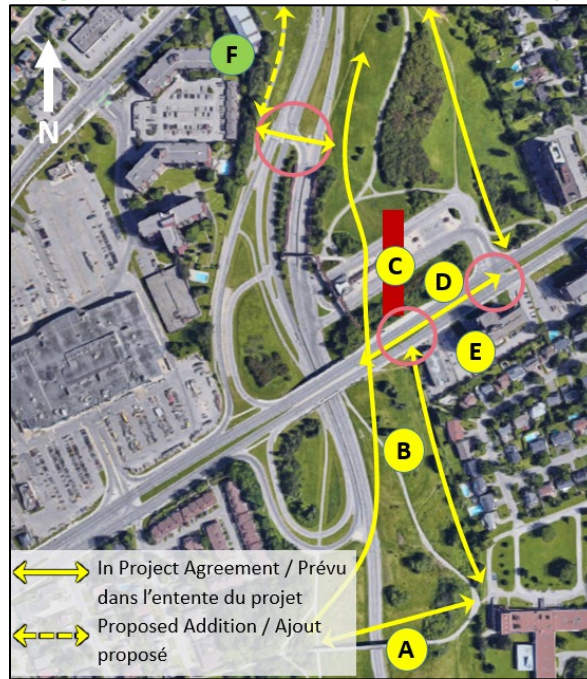 F
N
C
D
E
B
A
In Project Agreement / Prévu
dans l'entente du projet
Proposed Addition / Ajout
proposé